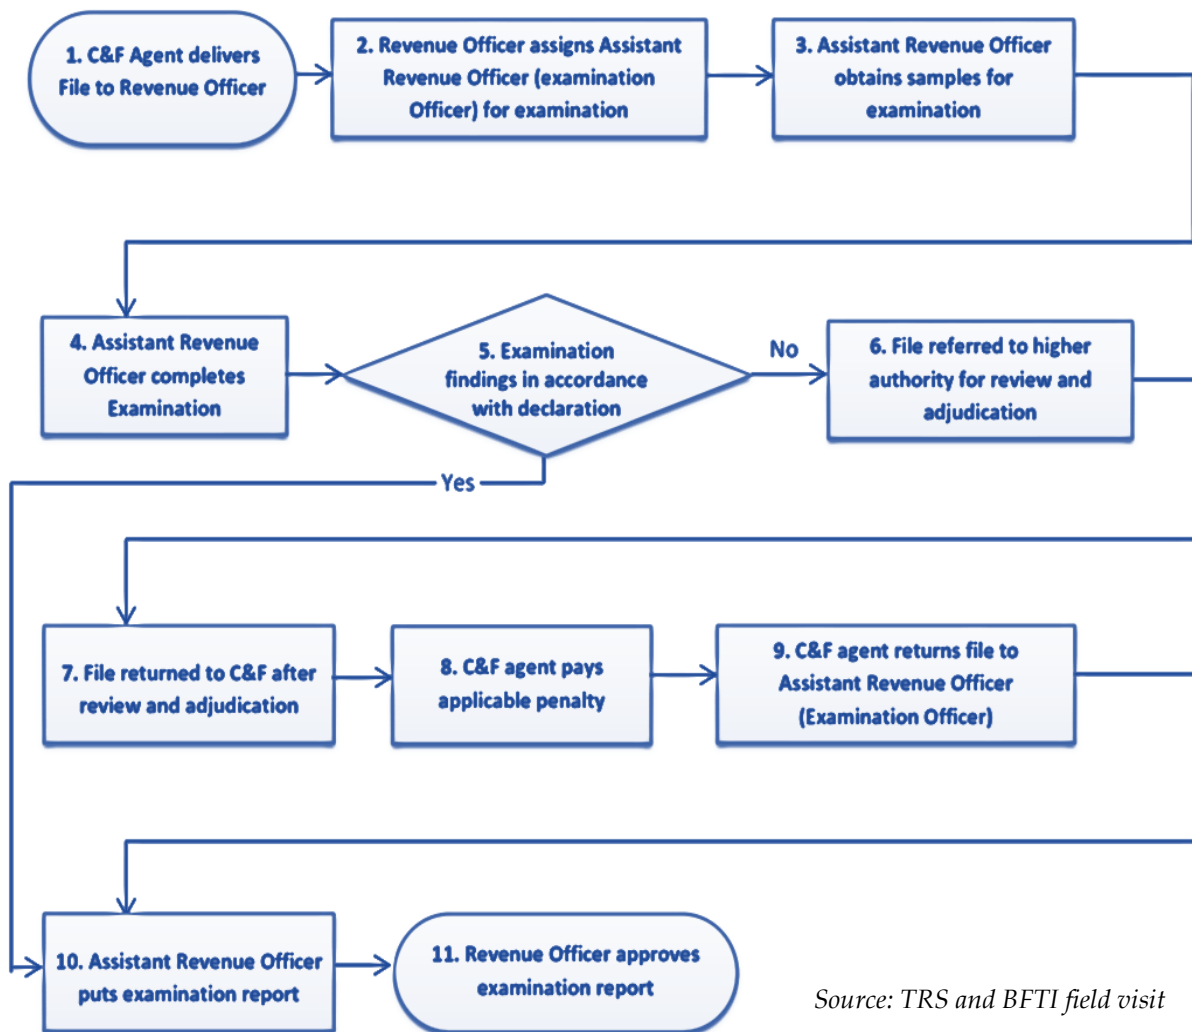 1. C&F Agent delivers
File to Revenue Officer
2. Revenue Officer assigns Assistant
Revenue Officer (examination
Officer) for examination
3. Assistant Revenue Officer
obtains samples for
examination
4. Assistant Revenue
Officer completes
Examination
5. Examination
findings in accordance
with declaration
No
6. File referred to higher
authority for review and
adjudication
Yes
7. File returned to C&F after
review and adjudication
8. C&F agent pays
applicable penalty
9. C&F agent returns file to
Assistant Revenue Officer
(Examination Officer)
10. Assistant Revenue Officer
puts examination report
11. Revenue Officer approves
examination report
Source: TRS and BFTI field visit